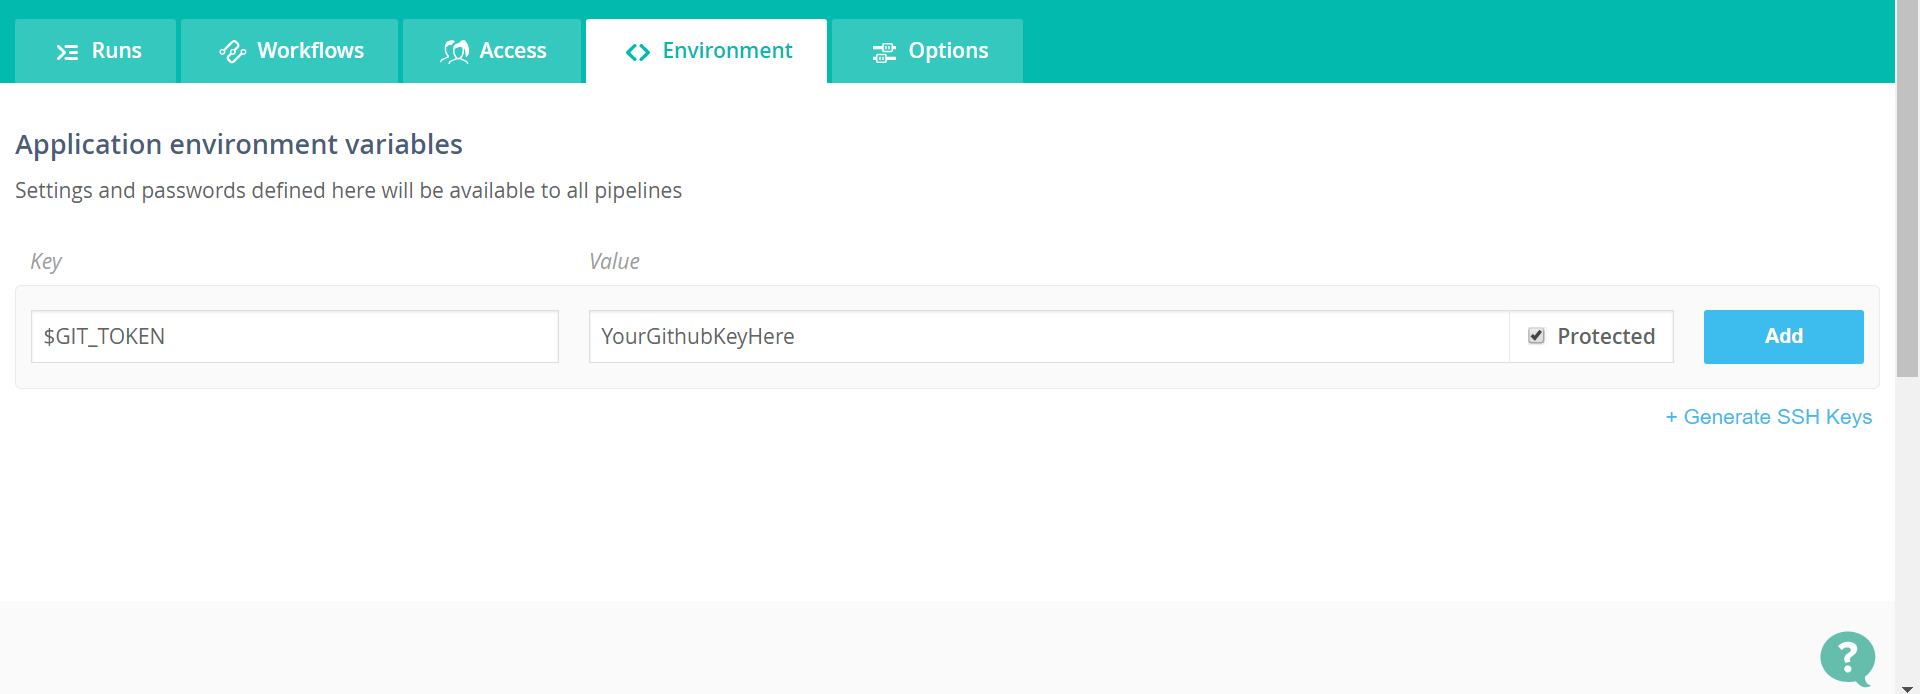 Runs Workflows Access Environment Options
Application environment variables
Settings and passwords defined here will be available to all pipelines
Key Value
$GIT_TOKEN YourGithubKeyHere Protected Add
+ Generate SSH Keys
?